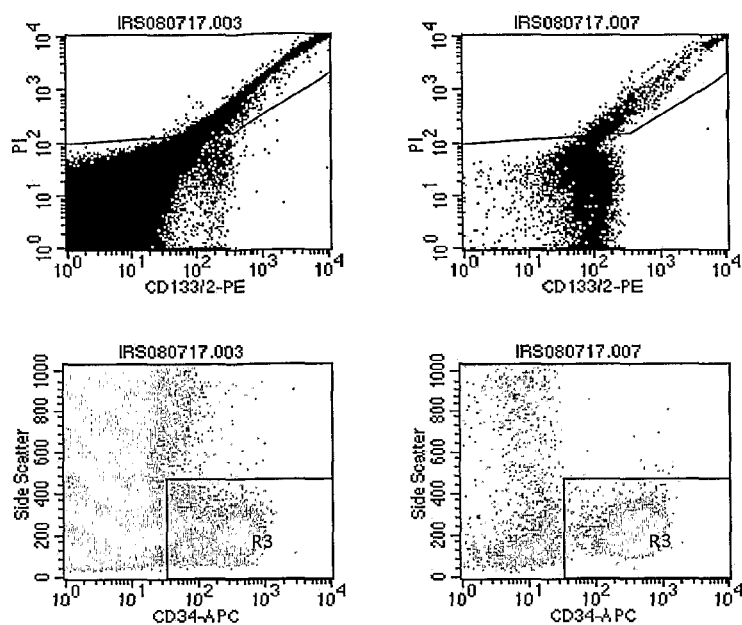 IRS080717.003
10^4
10^3
10^2
10^1
10^0
PI
10^0 10^1 10^2 10^3 10^4
CD133/2-PE
IRS080717.007
10^4
10^3
10^2
10^1
10^0
PI
10^0 10^1 10^2 10^3 10^4
CD133/2-PE
IRS080717.003
1000
800
600
400
200
0
Side Scatter
R3
10^0 10^1 10^2 10^3 10^4
CD34-APC
IRS080717.007
1000
800
600
400
200
0
Side Scatter
R3
10^0 10^1 10^2 10^3 10^4
CD34-APC